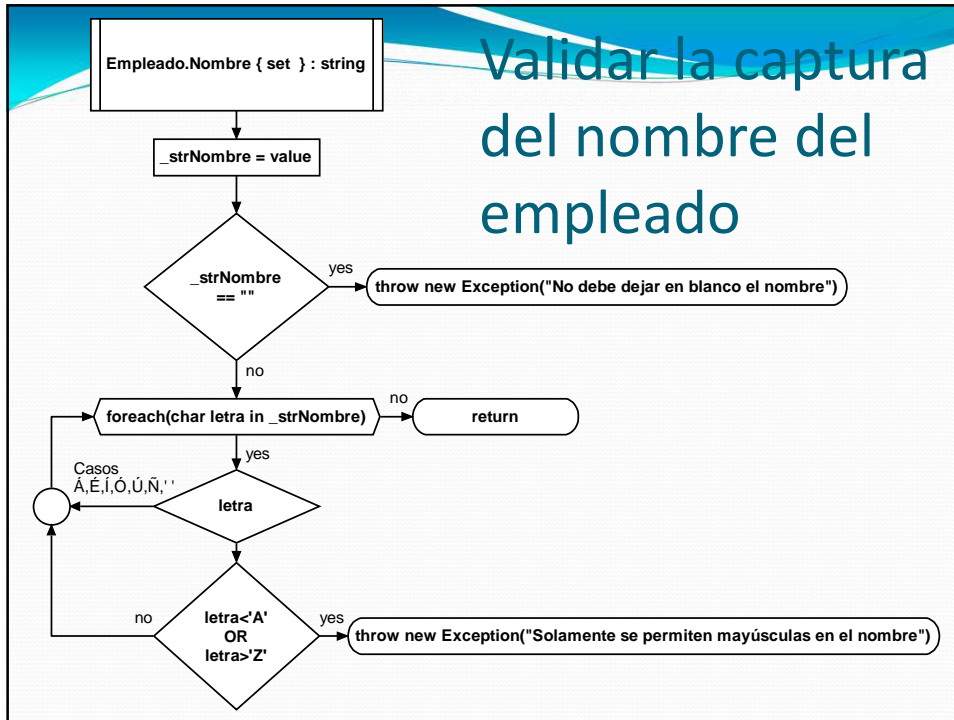 Validar la captura
del nombre del
empleado
Empleado.Nombre { set } : string
_strNombre = value
_strNombre
== ""
yes
throw new Exception("No debe dejar en blanco el nombre")
no
foreach(char letra in _strNombre)
no
return
yes
Casos
Á,É,Í,Ó,Ú,Ñ,' '
letra
no
letra<'A'
OR
letra>'Z'
yes
throw new Exception("Solamente se permiten mayúsculas en el nombre")